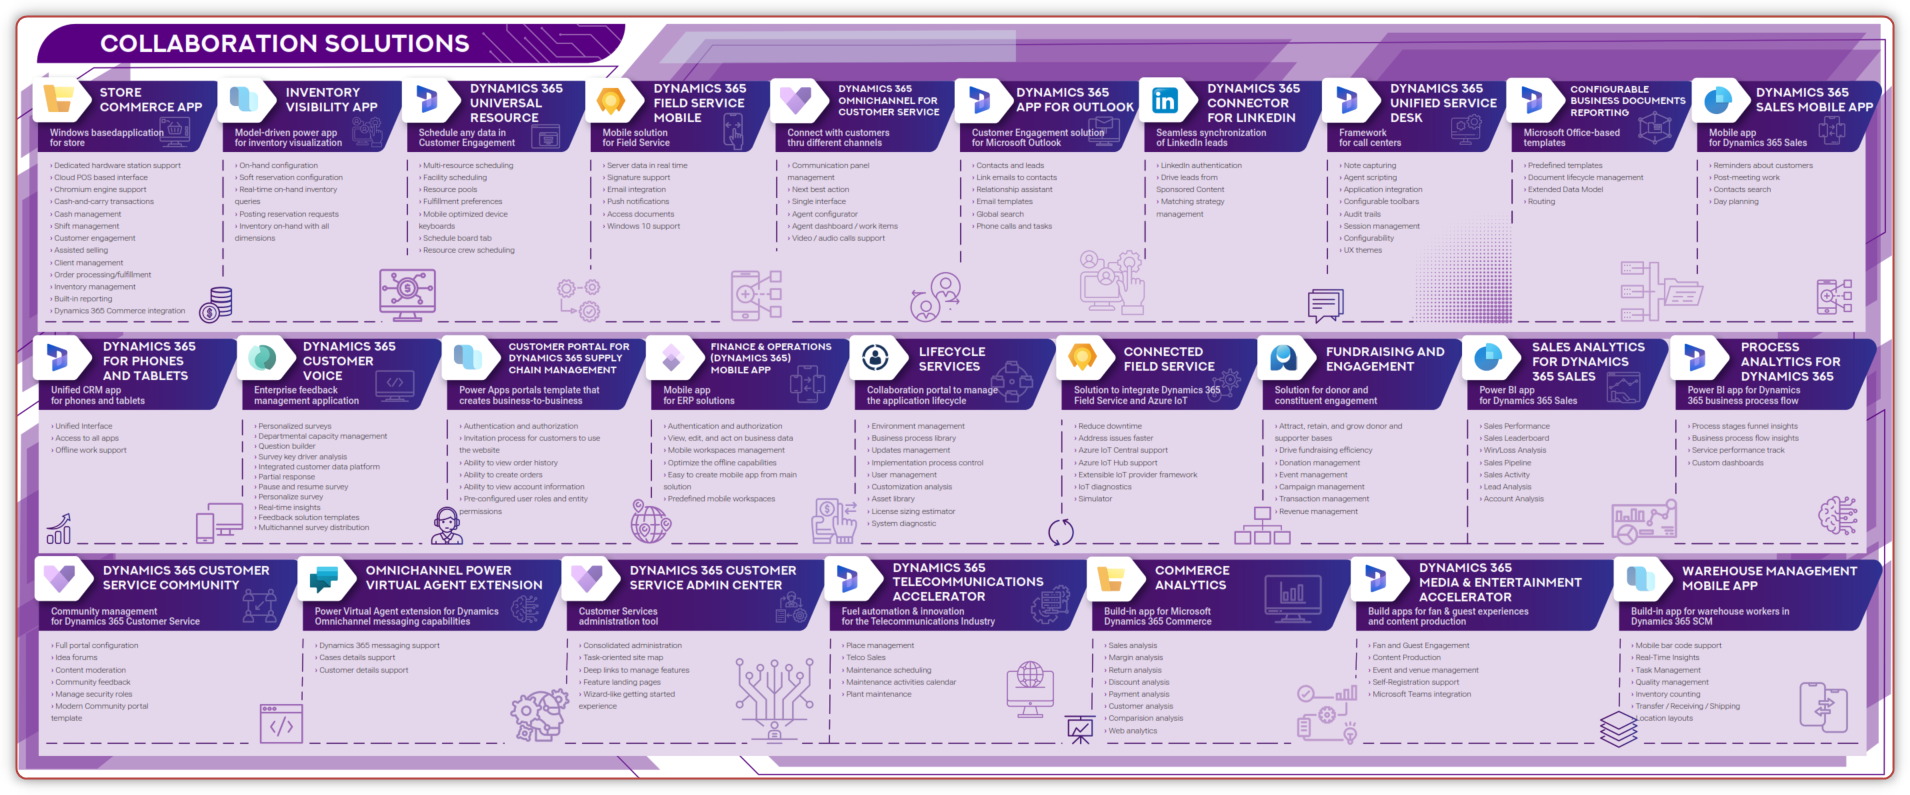 COLLABORATION SOLUTIONS
STORE
COMMERCE APP
Windows basedapplication
for store
› Dedicated hardware station support
› Cloud POS based interface
› Chromium engine support
› Cash-and-carry transactions
› Cash management
› Shift management
› Customer engagement
› Assisted selling
› Client management
› Order processing/fulfillment
› Inventory management
› Built-in reporting
› Dynamics 365 Commerce integration
INVENTORY
VISIBILITY APP
Model-driven power app
for inventory visualization
› On-hand configuration
› Soft reservation configuration
› Real-time on-hand inventory
queries
› Posting reservation requests
› Inventory on-hand with all
dimensions
DYNAMICS 365
UNIVERSAL
RESOURCE
Schedule any data in
Customer Engagement
› Multi-resource scheduling
› Facility scheduling
› Resource pools
› Fulfillment preferences
› Mobile optimized device
keyboards
› Schedule board tab
› Resource crew scheduling
DYNAMICS 365
FIELD SERVICE
MOBILE
Mobile solution
for Field Service
› Server data in real time
› Signature support
› Email integration
› Push notifications
› Access documents
› Windows 10 support
DYNAMICS 365
OMNICHANNEL FOR
CUSTOMER SERVICE
Connect with customers
thru different channels
› Communication panel
management
› Next best action
› Single interface
› Agent configurator
› Agent dashboard / work items
› Video / audio calls support
DYNAMICS 365
APP FOR OUTLOOK
Customer Engagement solution
for Microsoft Outlook
› Contacts and leads
› Link emails to contacts
› Relationship assistant
› Email templates
› Global search
› Phone calls and tasks
in
DYNAMICS 365
CONNECTOR
FOR LINKEDIN
Seamless synchronization
of LinkedIn leads
› LinkedIn authentication
› Drive leads from
Sponsored Content
› Matching strategy
management
DYNAMICS 365
UNIFIED SERVICE
DESK
Framework
for call centers
› Note capturing
› Agent scripting
› Application integration
› Configurable toolbars
› Audit trails
› Session management
› Configurability
› UX themes
CONFIGURABLE
BUSINESS DOCUMENTS
REPORTING
Microsoft Office-based
templates
› Predefined templates
› Document lifecycle management
› Extended Data Model
› Routing
DYNAMICS 365
SALES MOBILE APP
Mobile app
for Dynamics 365 Sales
› Reminders about customers
› Post-meeting work
› Contacts search
› Day planning
DYNAMICS 365
FOR PHONES
AND TABLETS
Unified CRM app
for phones and tablets
› Unified Interface
› Access to all apps
› Offline work support
DYNAMICS 365
CUSTOMER
VOICE
Enterprise feedback
management application
› Personalized surveys
› Departmental capacity management
› Question builder
› Survey key driver analysis
› Integrated customer data platform
› Partial response
› Pause and resume survey
› Personalize survey
› Real-time insights
› Feedback solution templates
› Multichannel survey distribution
CUSTOMER PORTAL FOR
DYNAMICS 365 SUPPLY
CHAIN MANAGEMENT
Power Apps portals template that
creates business-to-business
› Authentication and authorization
› Invitation process for customers to use
the website
› Ability to view order history
› Ability to create orders
› Ability to view account information
› Pre-configured user roles and entity
permissions
FINANCE & OPERATIONS
(DYNAMICS 365)
MOBILE APP
Mobile app
for ERP solutions
› Authentication and authorization
› View, edit, and act on business data
› Mobile workspaces management
› Optimize the offline capabilities
› Easy to create mobile app from main
solution
› Predefined mobile workspaces
LIFECYCLE
SERVICES
Collaboration portal to manage
the application lifecycle
› Environment management
› Business process library
› Updates management
› Implementation process control
› User management
› Customization analysis
› Asset library
› License sizing estimator
› System diagnostic
CONNECTED
FIELD SERVICE
Solution to integrate Dynamics 365
Field Service and Azure IoT
› Reduce downtime
› Address issues faster
› Azure IoT Central support
› Azure IoT Hub support
› Extensible IoT provider framework
› IoT diagnostics
› Simulator
FUNDRAISING AND
ENGAGEMENT
Solution for donor and
constituent engagement
› Attract, retain, and grow donor and
supporter bases
› Drive fundraising efficiency
› Donation management
› Event management
› Campaign management
› Transaction management
› Revenue management
SALES ANALYTICS
FOR DYNAMICS
365 SALES
Power BI app
for Dynamics 365 Sales
› Sales Performance
› Sales Leaderboard
› Win/Loss Analysis
› Sales Pipeline
› Sales Activity
› Lead Analysis
› Account Analysis
PROCESS
ANALYTICS FOR
DYNAMICS 365
Power BI app for Dynamics
365 business process flow
› Process stages funnel insights
› Business process flow insights
› Service performance track
› Custom dashboards
DYNAMICS 365 CUSTOMER
SERVICE COMMUNITY
Community management
for Dynamics 365 Customer Service
› Full portal configuration
› Idea forums
› Content moderation
› Community feedback
› Manage security roles
› Modern Community portal
template
OMNICHANNEL POWER
VIRTUAL AGENT EXTENSION
Power Virtual Agent extension for Dynamics
Omnichannel messaging capabilities
› Dynamics 365 messaging support
› Cases details support
› Customer details support
DYNAMICS 365 CUSTOMER
SERVICE ADMIN CENTER
Customer Services
administration tool
› Consolidated administration
› Task-oriented site map
› Deep links to manage features
› Feature landing pages
› Wizard-like getting started
experience
DYNAMICS 365
TELECOMMUNICATIONS
ACCELERATOR
Fuel automation & innovation
for the Telecommunications Industry
› Place management
› Telco Sales
› Maintenance scheduling
› Maintenance activities calendar
› Plant maintenance
COMMERCE
ANALYTICS
Build-in app for Microsoft
Dynamics 365 Commerce
› Sales analysis
› Margin analysis
› Return analysis
› Discount analysis
› Payment analysis
› Customer analysis
› Comparision analysis
› Web analytics
DYNAMICS 365
MEDIA & ENTERTAINMENT
ACCELERATOR
Build apps for fan & guest experiences
and content production
› Fan and Guest Engagement
› Content Production
› Event and venue management
› Self-Registration support
› Microsoft Teams integration
WAREHOUSE MANAGEMENT
MOBILE APP
Build-in app for warehouse workers in
Dynamics 365 SCM
› Mobile bar code support
› Real-Time Insights
› Task Management
› Quality management
› Inventory counting
› Transfer / Receiving / Shipping
› Location layouts